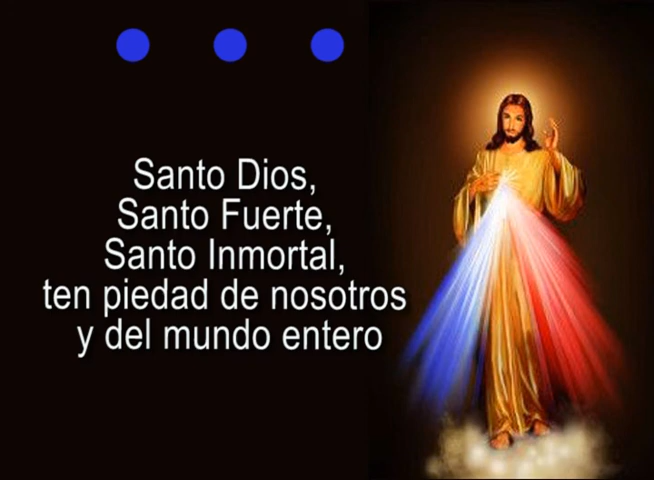 Santo Dios,
Santo Fuerte,
Santo Inmortal,
ten piedad de nosotros
y del mundo entero